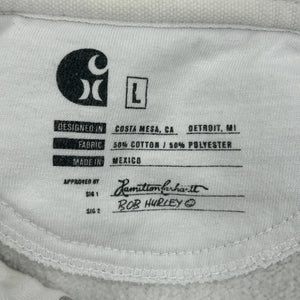 L
DESIGNED IN COSTA MESA, CA DETROIT, MI
FABRIC 50% COTTON / 50% POLYESTER
MADE IN MEXICO
APPROVED BY
SIG 1 Hamilton Carhartt
SIG 2 BOB HURLEY